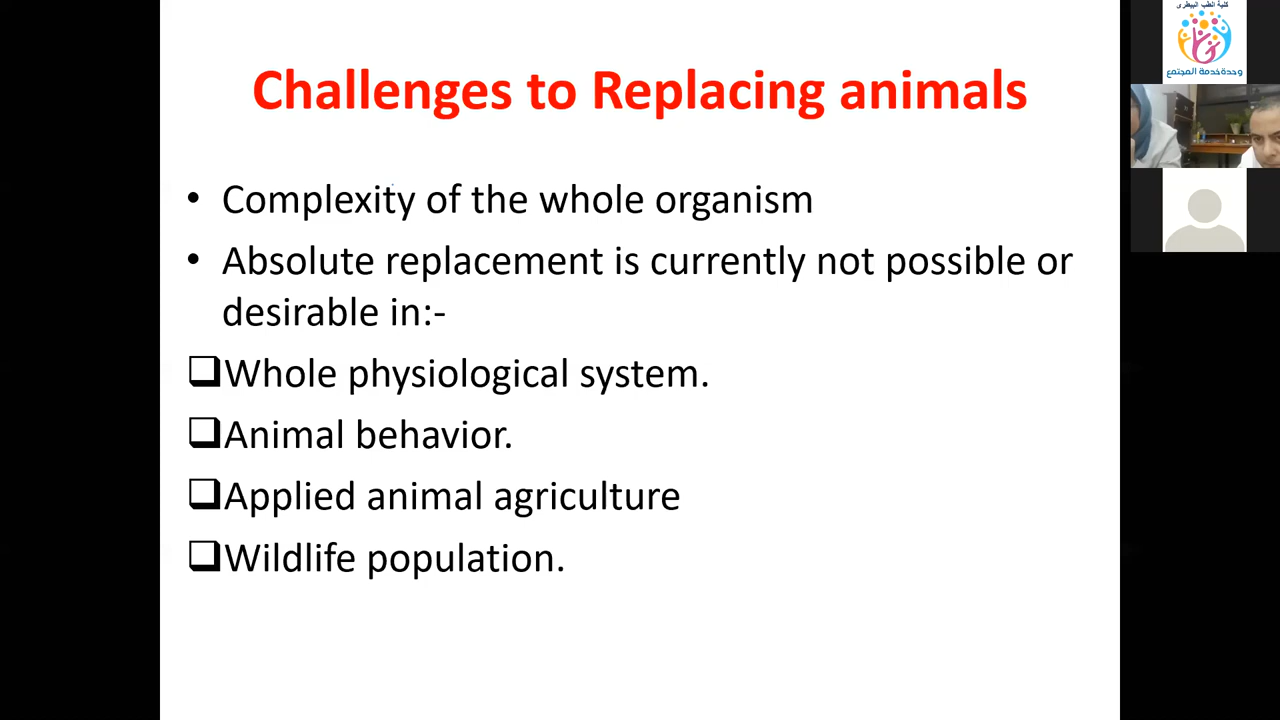 Challenges to Replacing animals
• Complexity of the whole organism
• Absolute replacement is currently not possible or
desirable in:-
❑Whole physiological system.
❑Animal behavior.
❑Applied animal agriculture
❑Wildlife population.
كلية الطب البيطرى
وحدة خدمة المجتمع